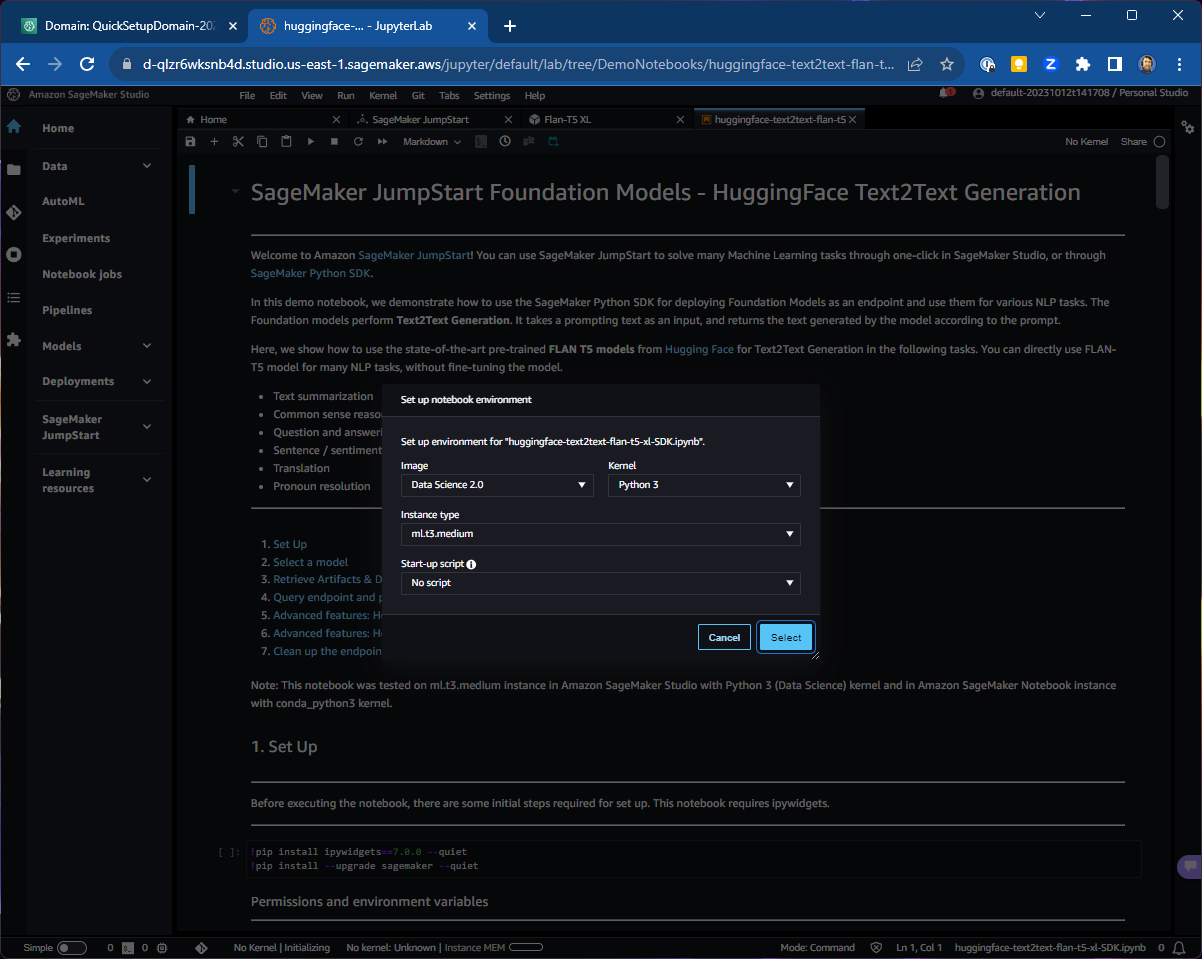 Domain: QuickSetupDomain-202
huggingface-... - JupyterLab
d-qlzr6wksnb4d.studio.us-east-1.sagemaker.aws/jupyter/default/lab/tree/DemoNotebooks/huggingface-text2text-flan-t...
Amazon SageMaker Studio
File Edit View Run Kernel Git Tabs Settings Help
default-20231012t141708 / Personal Studio
Home
Data
AutoML
Experiments
Notebook jobs
Pipelines
Models
Deployments
SageMaker
JumpStart
Learning
resources
Home
SageMaker JumpStart
Flan-T5 XL
huggingface-text2text-flan-t5
Markdown
No Kernel Share
SageMaker JumpStart Foundation Models - HuggingFace Text2Text Generation
Welcome to Amazon SageMaker JumpStart! You can use SageMaker JumpStart to solve many Machine Learning tasks through one-click in SageMaker Studio, or through
SageMaker Python SDK.
In this demo notebook, we demonstrate how to use the SageMaker Python SDK for deploying Foundation Models as an endpoint and use them for various NLP tasks. The
Foundation models perform Text2Text Generation. It takes a prompting text as an input, and returns the text generated by the model according to the prompt.
Here, we show how to use the state-of-the-art pre-trained FLAN T5 models from Hugging Face for Text2Text Generation in the following tasks. You can directly use FLAN-
T5 model for many NLP tasks, without fine-tuning the model.
• Text summarization
• Common sense reaso
• Question and answeri
• Sentence / sentiment
• Translation
• Pronoun resolution
1. Set Up
2. Select a model
3. Retrieve Artifacts & D
4. Query endpoint and p
5. Advanced features: H
6. Advanced features: H
7. Clean up the endpoin
Set up notebook environment
Set up environment for "huggingface-text2text-flan-t5-xl-SDK.ipynb".
Image Kernel
Data Science 2.0 Python 3
Instance type
ml.t3.medium
Start-up script
No script
Cancel Select
Note: This notebook was tested on ml.t3.medium instance in Amazon SageMaker Studio with Python 3 (Data Science) kernel and in Amazon SageMaker Notebook instance
with conda_python3 kernel.
1. Set Up
Before executing the notebook, there are some initial steps required for set up. This notebook requires ipywidgets.
[ ]: !pip install ipywidgets==7.0.0 --quiet
!pip install --upgrade sagemaker --quiet
Permissions and environment variables
Simple 0 0 No Kernel | Initializing No kernel: Unknown | Instance MEM Mode: Command Ln 1, Col 1 huggingface-text2text-flan-t5-xl-SDK.ipynb 0